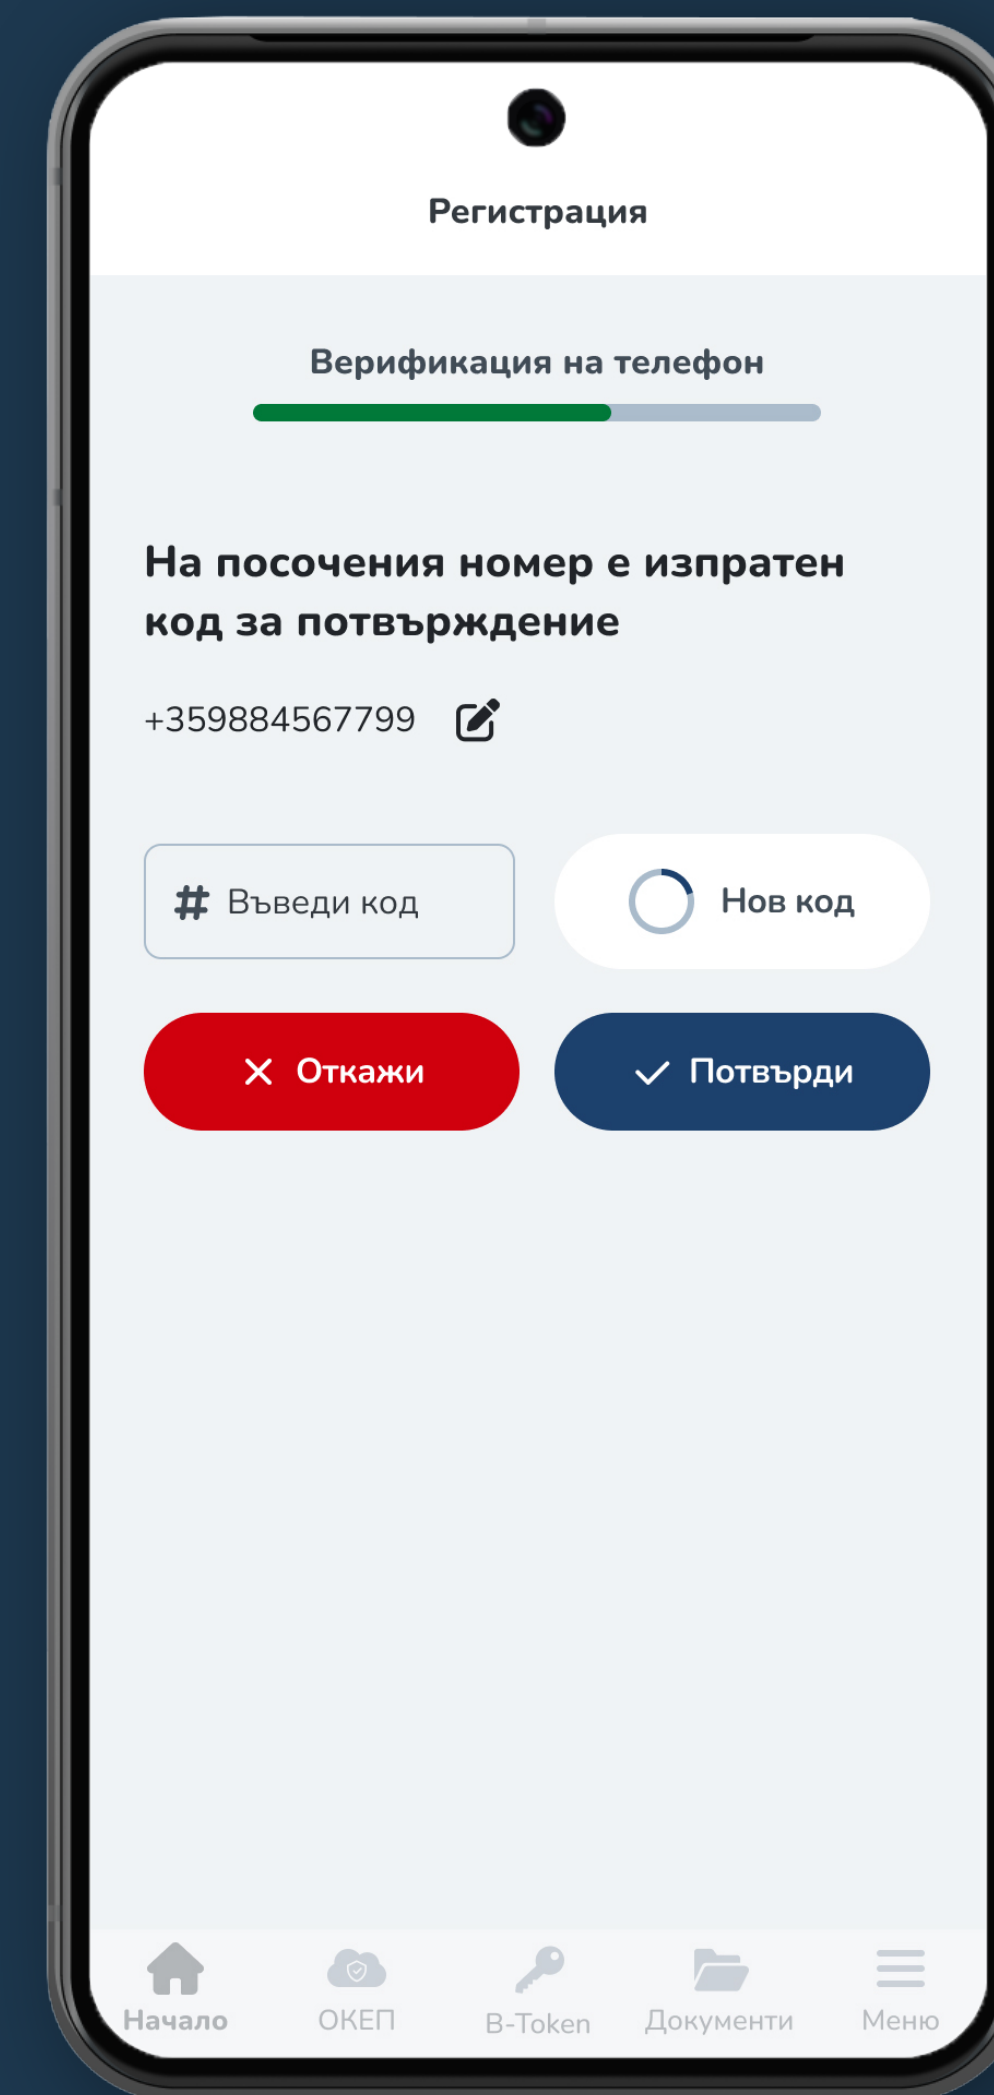 Регистрация
Верификация на телефон
На посочения номер е изпратен
код за потвърждение
+359884567799
# Въведи код
Нов код
Откажи
Потвърди
Начало
ОКЕП
B-Token
Документи
Меню